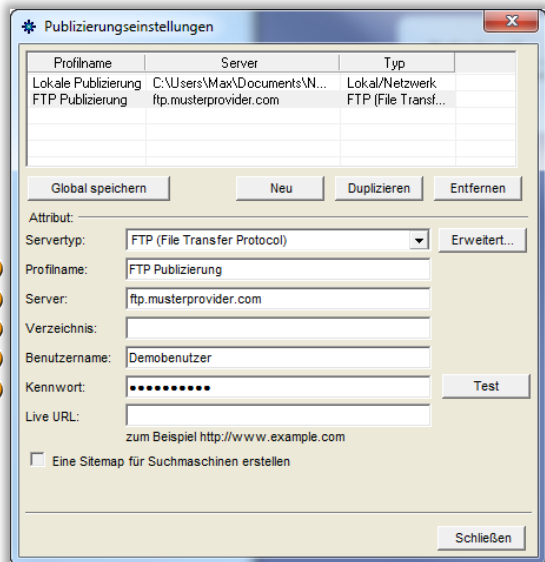 Publizierungseinstellungen
Profilname Server Typ
Lokale Publizierung C:\Users\Max\Documents\N... Lokal/Netzwerk
FTP Publizierung ftp.musterprovider.com FTP (File Transf...
Global speichern Neu Duplizieren Entfernen
Attribut:
Servertyp: FTP (File Transfer Protocol) Erweitert...
Profilname: FTP Publizierung
Server: ftp.musterprovider.com
Verzeichnis:
Benutzername: Demobenutzer
Kennwort: ●●●●●●●●●● Test
Live URL:
zum Beispiel http://www.example.com
Eine Sitemap für Suchmaschinen erstellen
Schließen